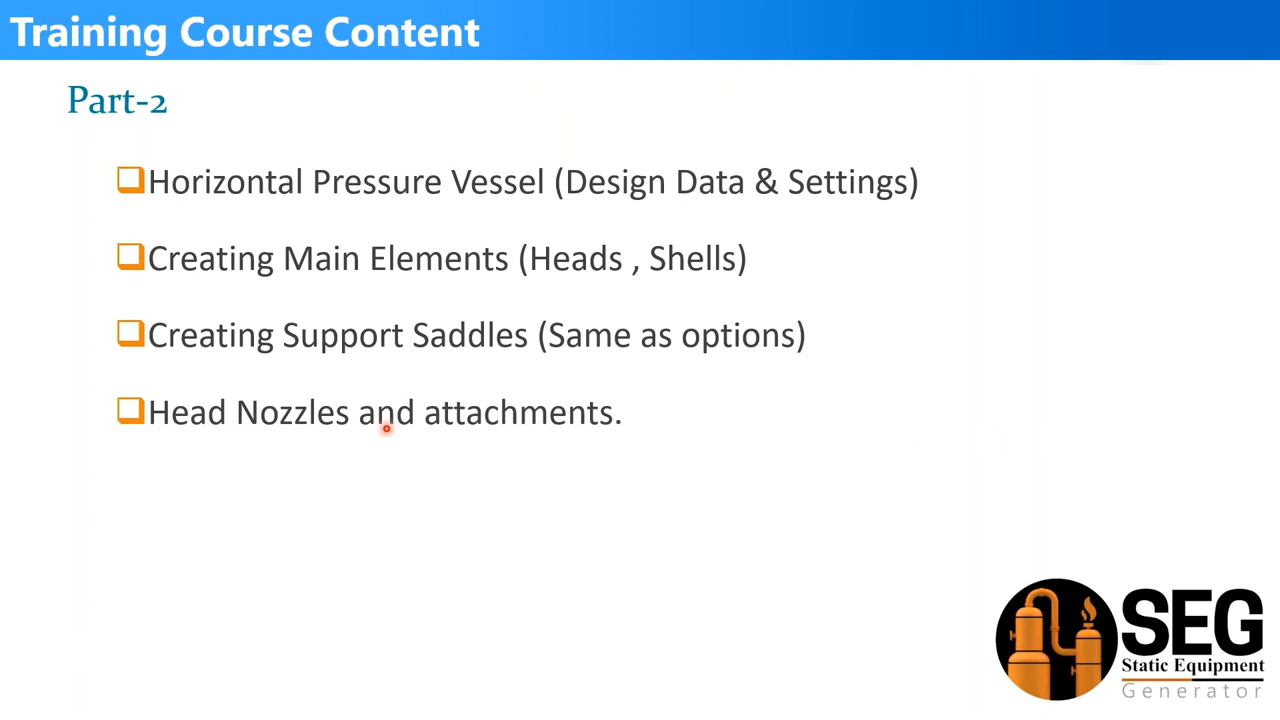 Training Course Content
Part-2
Horizontal Pressure Vessel (Design Data & Settings)
Creating Main Elements (Heads , Shells)
Creating Support Saddles (Same as options)
Head Nozzles and attachments.
SEG
Static Equipment
Generator